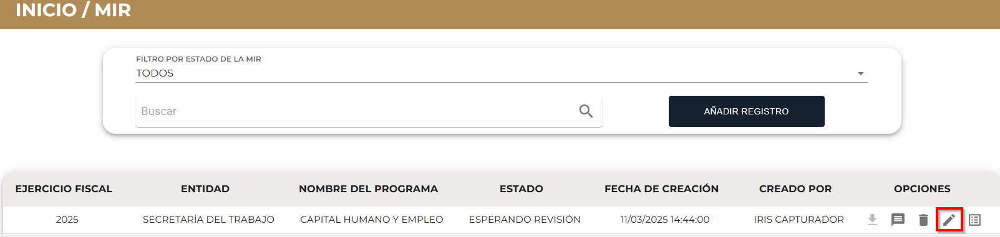 INICIO / MIR
FILTRO POR ESTADO DE LA MIR
TODOS
Buscar
AÑADIR REGISTRO
EJERCICIO FISCAL ENTIDAD NOMBRE DEL PROGRAMA ESTADO FECHA DE CREACIÓN CREADO POR OPCIONES
2025 SECRETARÍA DEL TRABAJO CAPITAL HUMANO Y EMPLEO ESPERANDO REVISIÓN 11/03/2025 14:44:00 IRIS CAPTURADOR